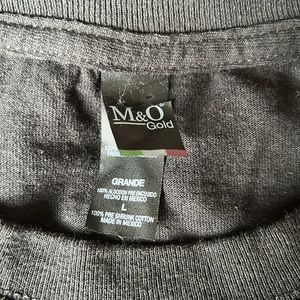 M&O
Gold
GRANDE
100% ALGODON PRE ENCOGIDO
HECHO EN MEXICO
L
100% PRE SHRUNK COTTON
MADE IN MEXICO